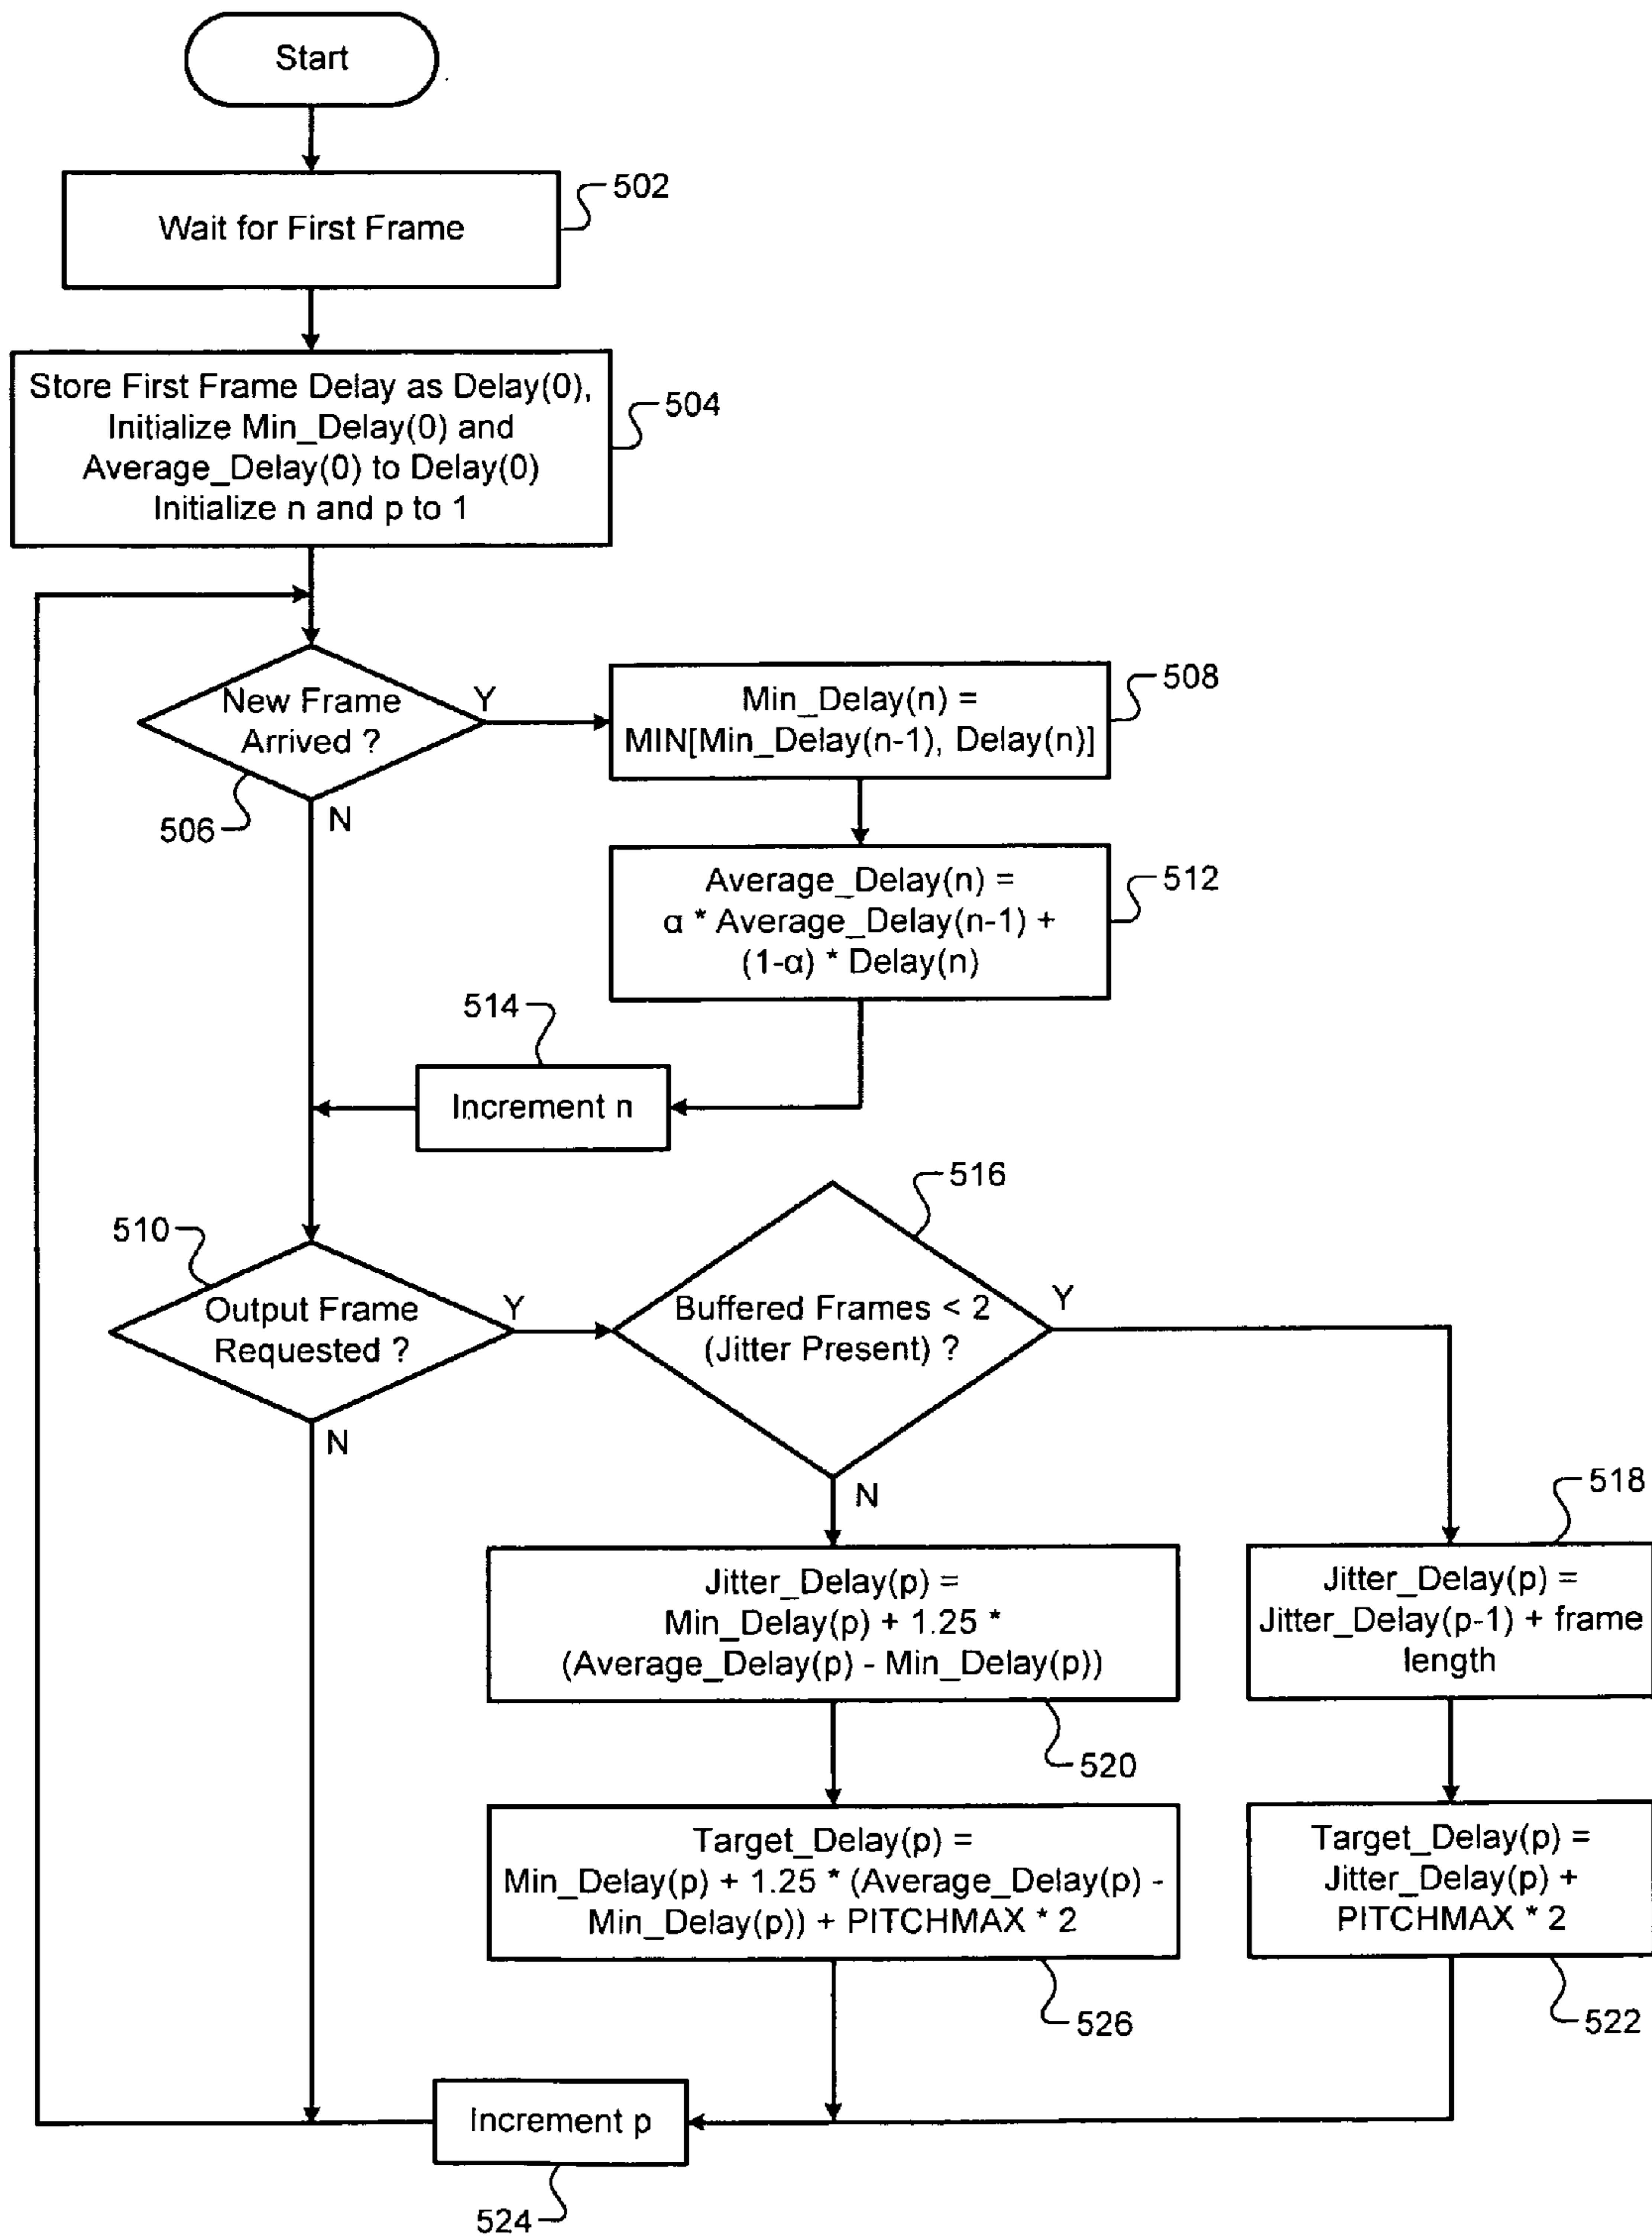 Start
Wait for First Frame
502
Store First Frame Delay as Delay(0),
Initialize Min_Delay(0) and
Average_Delay(0) to Delay(0)
Initialize n and p to 1
504
New Frame
Arrived ?
Y
N
506
Min_Delay(n) =
MIN[Min_Delay(n-1), Delay(n)]
508
Average_Delay(n) =
α * Average_Delay(n-1) +
(1-α) * Delay(n)
512
514
Increment n
510
Output Frame
Requested ?
Y
N
516
Buffered Frames < 2
(Jitter Present) ?
Y
N
518
Jitter_Delay(p) =
Jitter_Delay(p-1) + frame
length
Jitter_Delay(p) =
Min_Delay(p) + 1.25 *
(Average_Delay(p) - Min_Delay(p))
520
Target_Delay(p) =
Min_Delay(p) + 1.25 * (Average_Delay(p) -
Min_Delay(p)) + PITCHMAX * 2
526
Target_Delay(p) =
Jitter_Delay(p) +
PITCHMAX * 2
522
Increment p
524